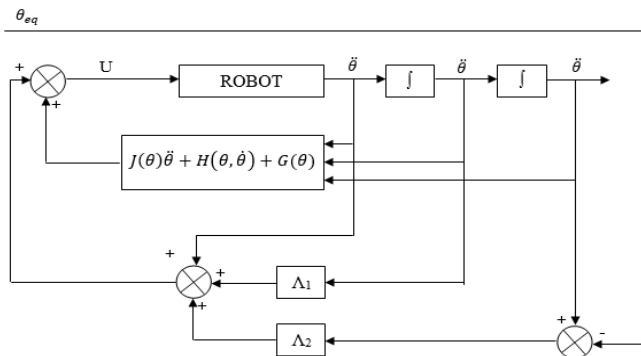 θ_eq
+ U ROBOT θ̈ ∫ θ̈ ∫ θ̈
+
J(θ)θ̈ + H(θ, θ̇) + G(θ)
+
+ Λ₁
+ Λ₂ + -